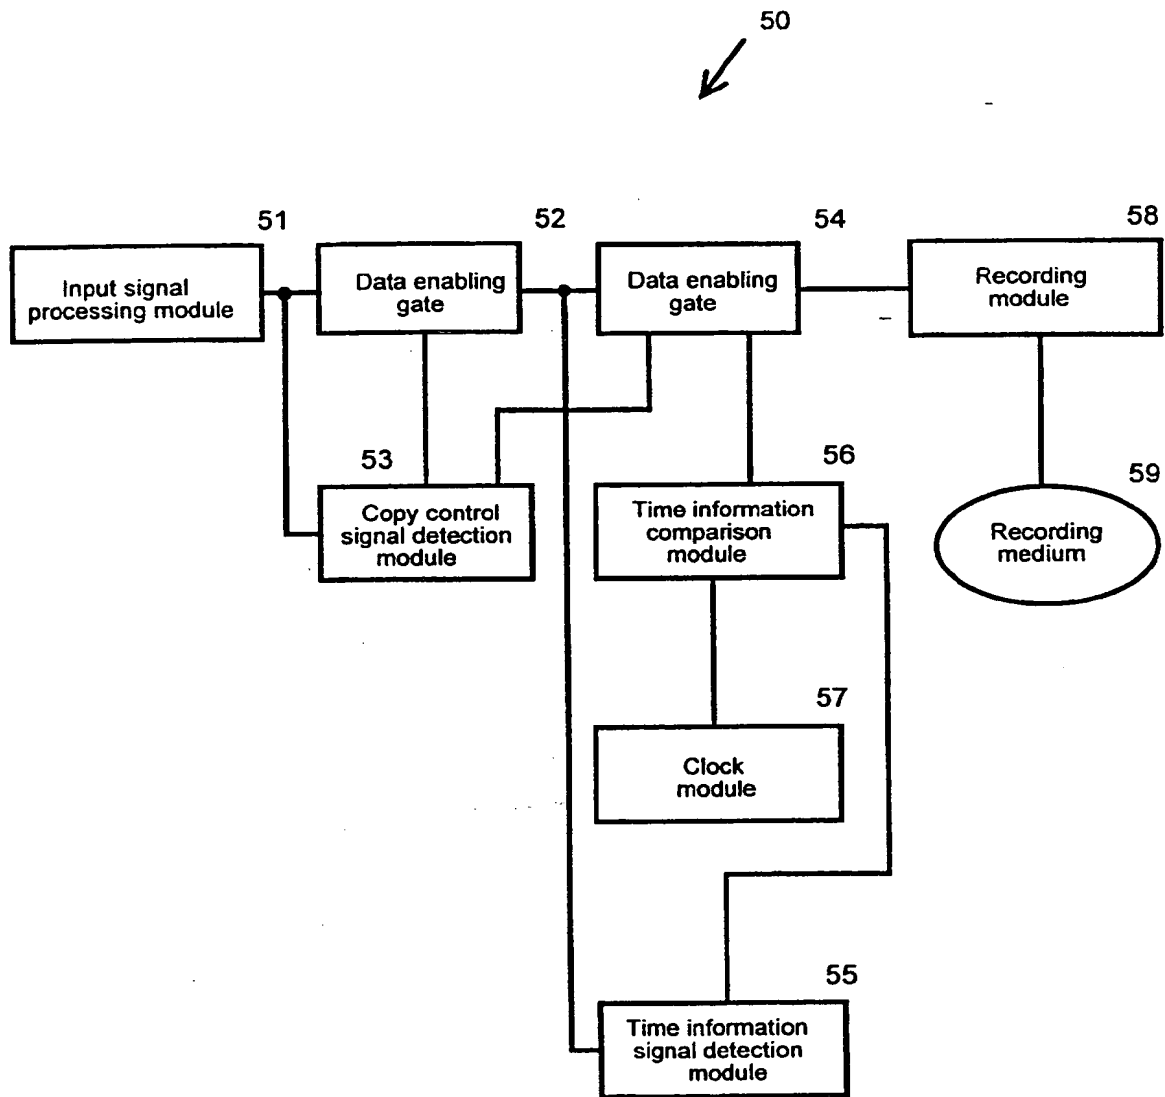 50
51
52
54
58
Input signal
processing module
Data enabling
gate
Data enabling
gate
Recording
module
53
56
59
Copy control
signal detection
module
Time information
comparison
module
Recording
medium
57
Clock
module
55
Time information
signal detection
module